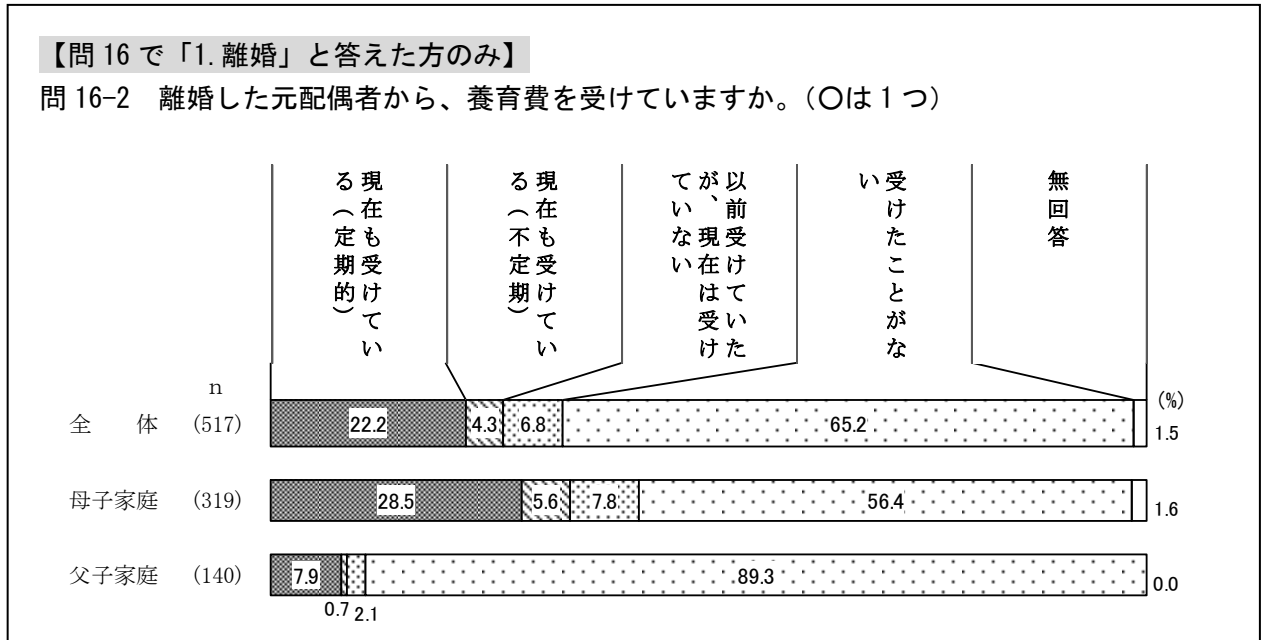 【問16で「1.離婚」と答えた方のみ】
問16-2　離婚した元配偶者から、養育費を受けていますか。（○は1つ）
現在も受けてい
る（定期的）
現在も受けてい
る（不定期）
以前受けていた
が、現在は受け
ていない
受けたことがな
い
無回答
n
(%)
全　体 (517) 22.2 4.3 6.8 65.2 1.5
母子家庭 (319) 28.5 5.6 7.8 56.4 1.6
父子家庭 (140) 7.9 89.3 0.0
0.7 2.1